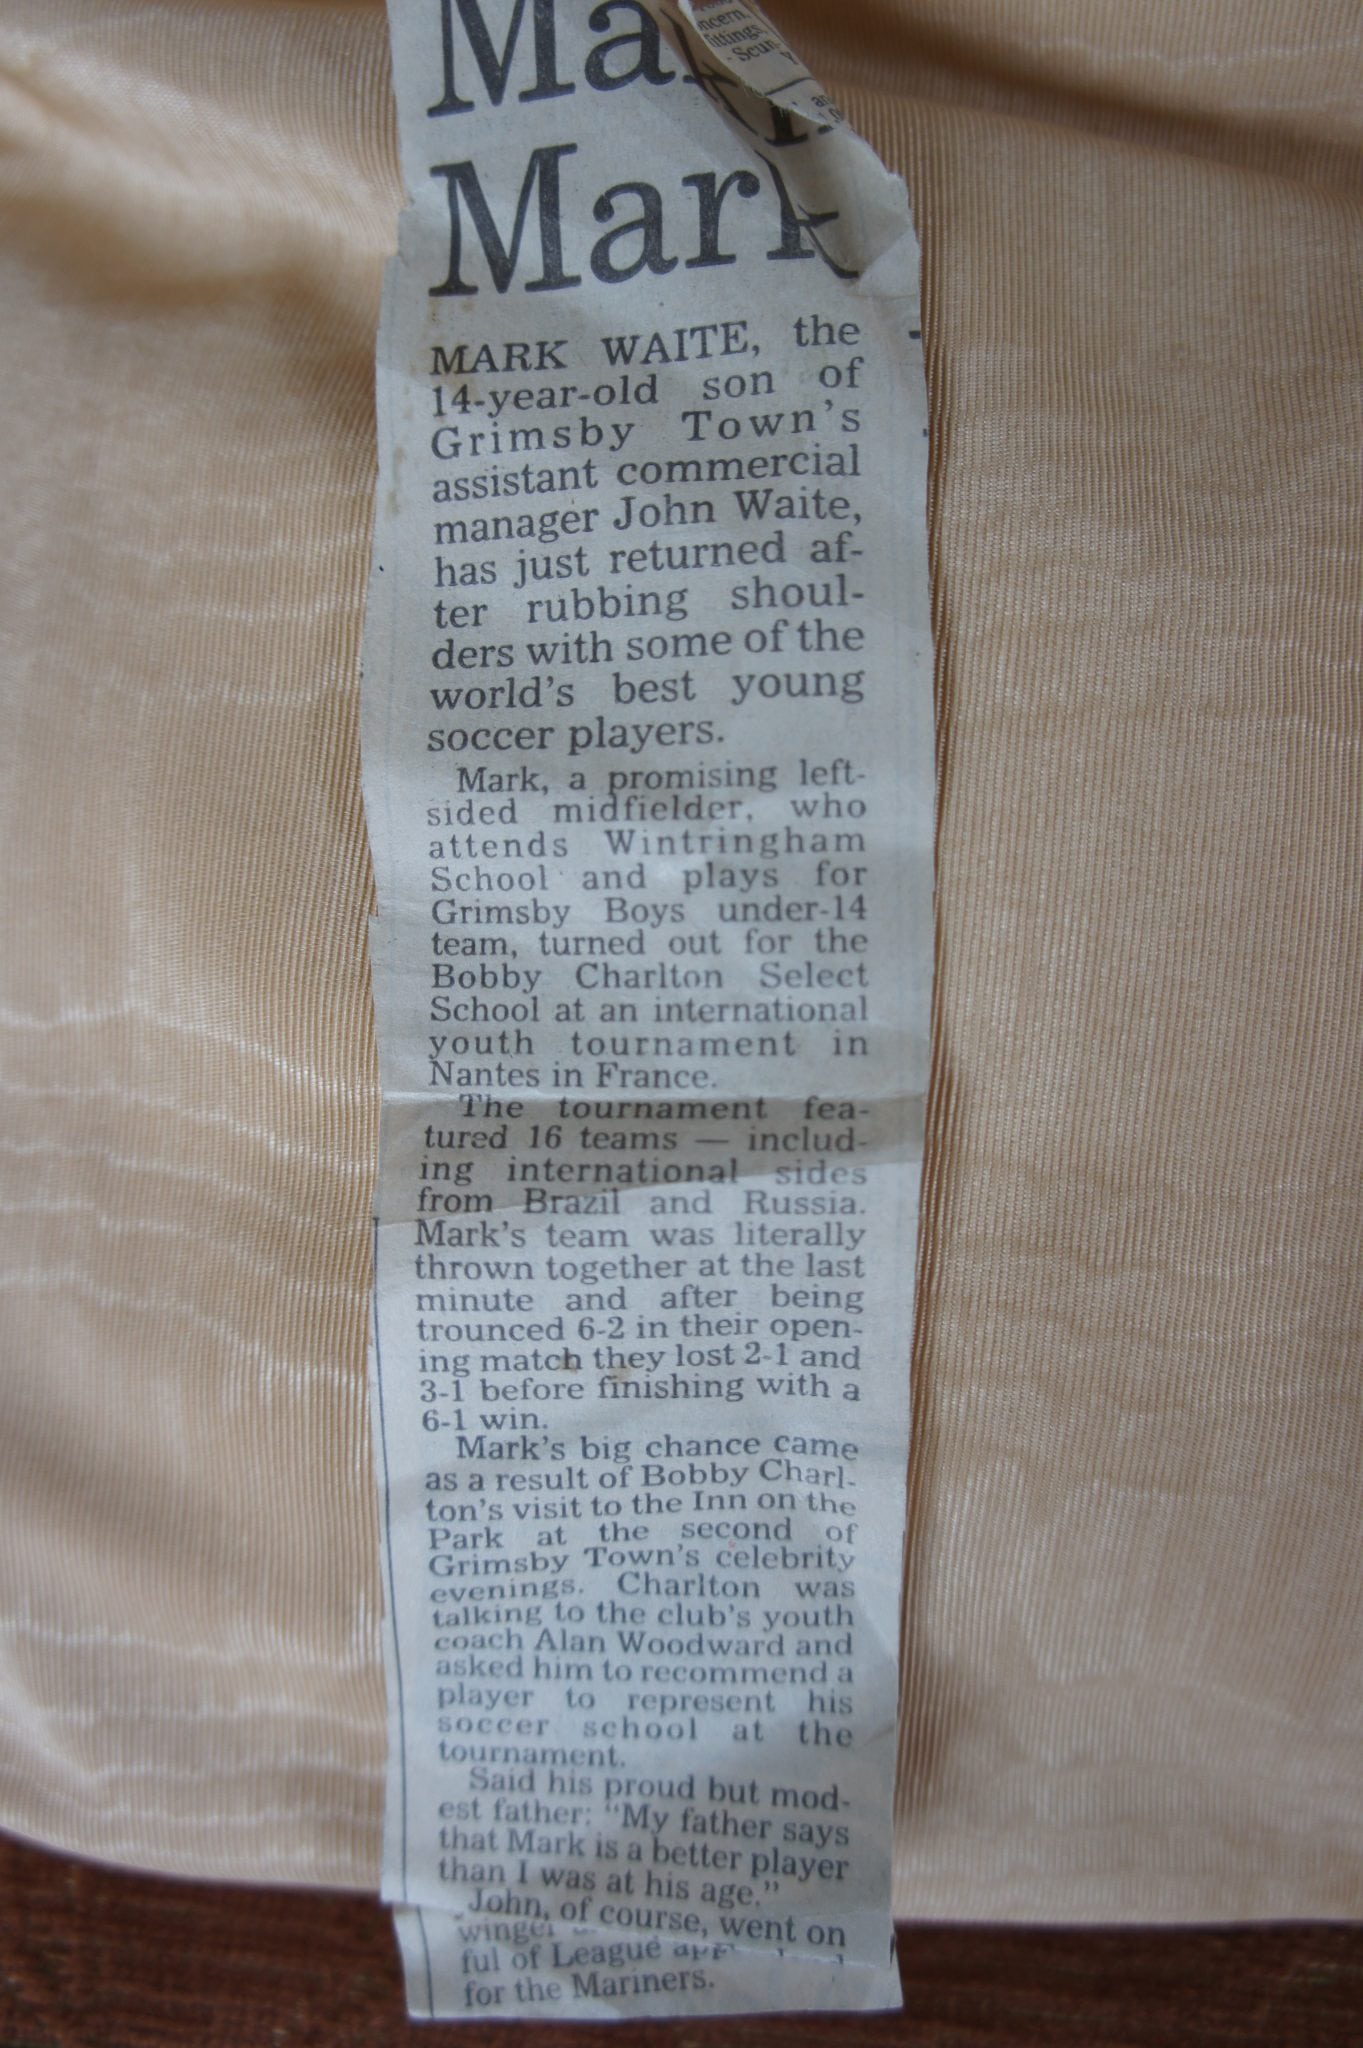 Mark
MARK WAITE, the
14-year-old son of
Grimsby Town's
assistant commercial
manager John Waite,
has just returned af-
ter rubbing shoul-
ders with some of the
world's best young
soccer players.
Mark, a promising left-
sided midfielder, who
attends Wintringham
School and plays for
Grimsby Boys under-14
team, turned out for the
Bobby Charlton Select
School at an international
youth tournament in
Nantes in France.
The tournament fea-
tured 16 teams — includ-
ing international sides
from Brazil and Russia.
Mark's team was literally
thrown together at the last
minute and after being
trounced 6-2 in their open-
ing match they lost 2-1 and
3-1 before finishing with a
6-1 win.
Mark's big chance came
as a result of Bobby Charl-
ton's visit to the Inn on the
Park at the second of
Grimsby Town's celebrity
evenings. Charlton was
talking to the club's youth
coach Alan Woodward and
asked him to recommend a
player to represent his
soccer school at the
tournament.
Said his proud but mod-
est father: "My father says
that Mark is a better player
than I was at his age."
John, of course, went on
winger
ful of League
for the Mariners.